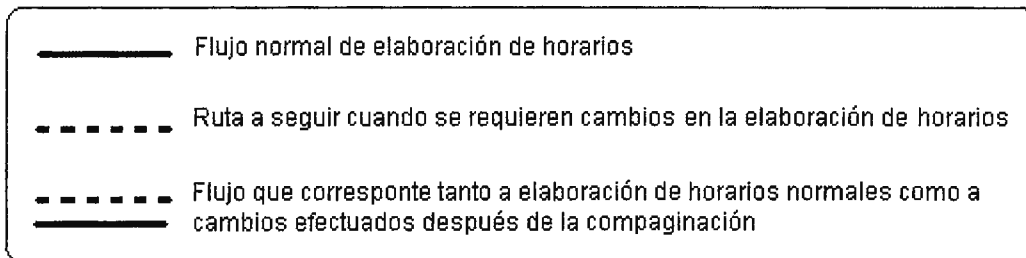 Flujo normal de elaboración de horarios
Ruta a seguir cuando se requieren cambios en la elaboración de horarios
Flujo que corresponte tanto a elaboración de horarios normales como a
cambios efectuados después de la compaginación